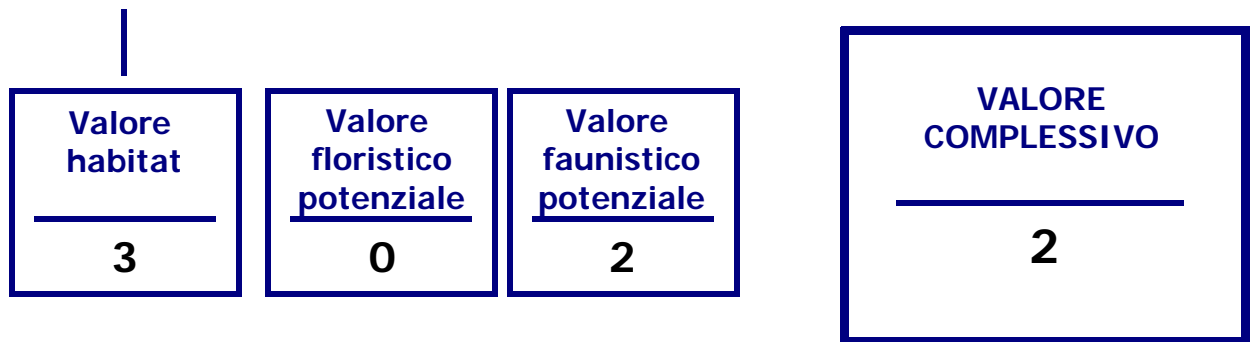 Valore
habitat
3
Valore
floristico
potenziale
0
Valore
faunistico
potenziale
2
VALORE
COMPLESSIVO
2